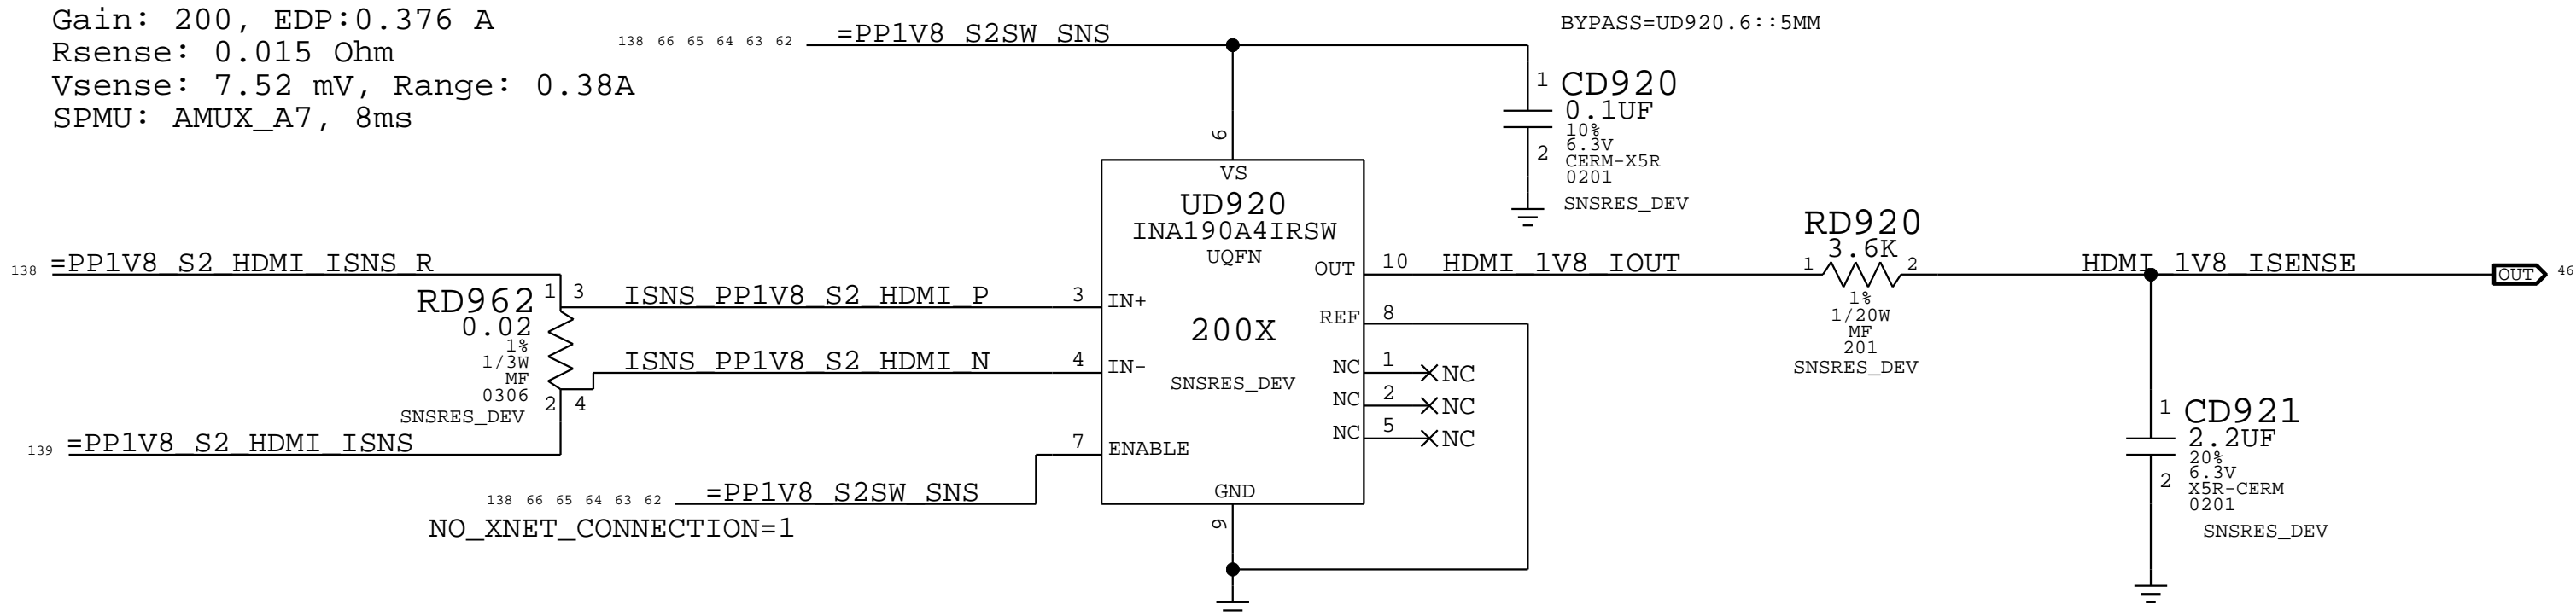 Gain: 200, EDP:0.376 A
Rsense: 0.015 Ohm
Vsense: 7.52 mV, Range: 0.38A
SPMU: AMUX_A7, 8ms
138 66 65 64 63 62 =PP1V8_S2SW_SNS
BYPASS=UD920.6::5MM
1 CD920
0.1UF
10%
6.3V
2
CERM-X5R
0201
SNSRES_DEV
6
VS
UD920
INA190A4IRSW
UQFN
200X
SNSRES_DEV
IN+
IN-
ENABLE
GND
9
OUT 10 HDMI_1V8_IOUT
REF 8
NC 1 NC
NC 2 NC
NC 5 NC
138 =PP1V8_S2_HDMI_ISNS_R
RD962 1 3
0.02
1%
1/3W
MF
0306
2 4
SNSRES_DEV
ISNS_PP1V8_S2_HDMI_P 3
ISNS_PP1V8_S2_HDMI_N 4
139 =PP1V8_S2_HDMI_ISNS
7
138 66 65 64 63 62 =PP1V8_S2SW_SNS
NO_XNET_CONNECTION=1
RD920
3.6K
1 2
1%
1/20W
MF
201
SNSRES_DEV
HDMI_1V8_ISENSE
OUT 46
1 CD921
2.2UF
20%
6.3V
2
X5R-CERM
0201
SNSRES_DEV